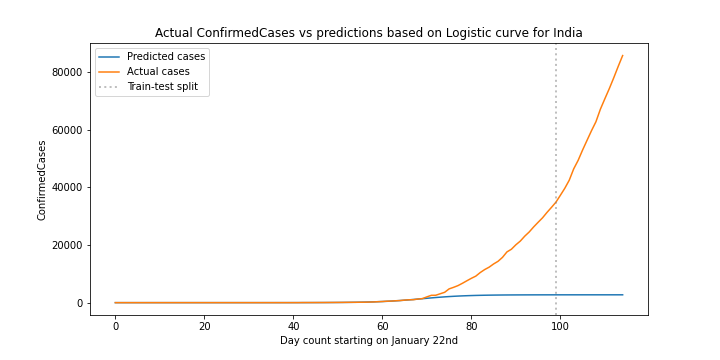 Actual ConfirmedCases vs predictions based on Logistic curve for India
Predicted cases
Actual cases
Train-test split
80000
60000
40000
20000
0
ConfirmedCases
0 20 40 60 80 100
Day count starting on January 22nd